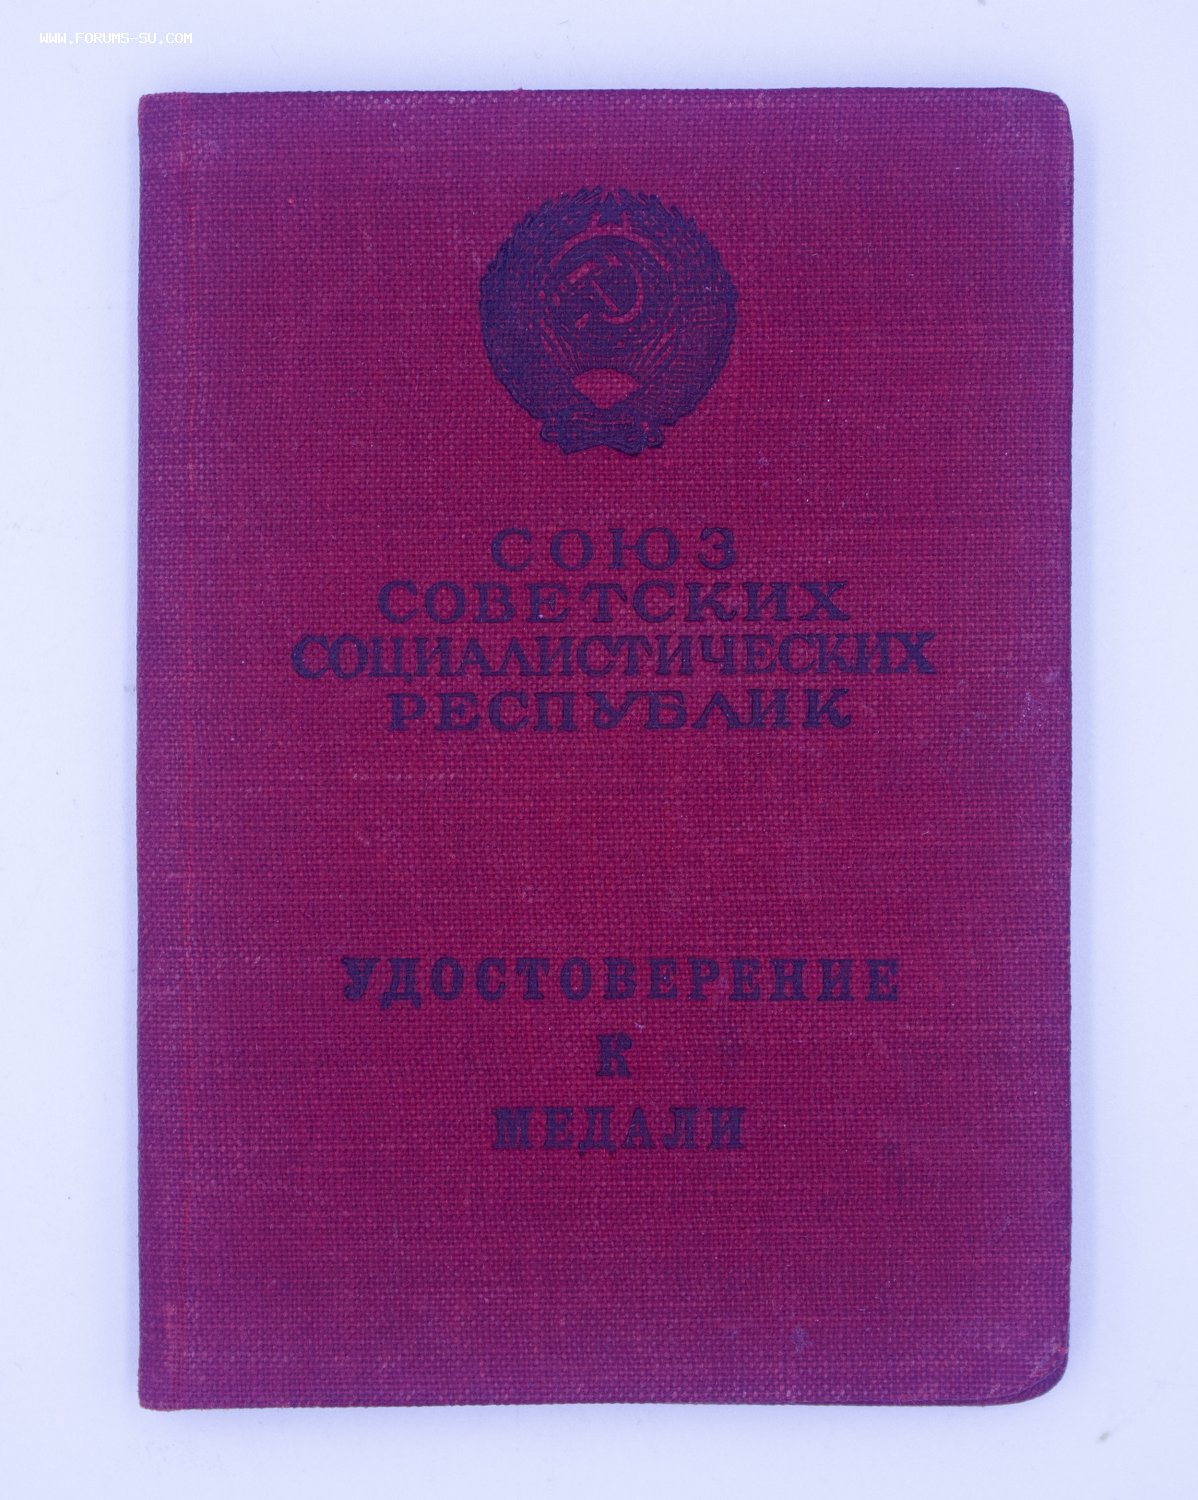 WWW.FORUMS-SU.COM
СОЮЗ
СОВЕТСКИХ
СОЦИАЛИСТИЧЕСКИХ
РЕСПУБЛИК
УДОСТОВЕРЕНИЕ
К
МЕДАЛИ